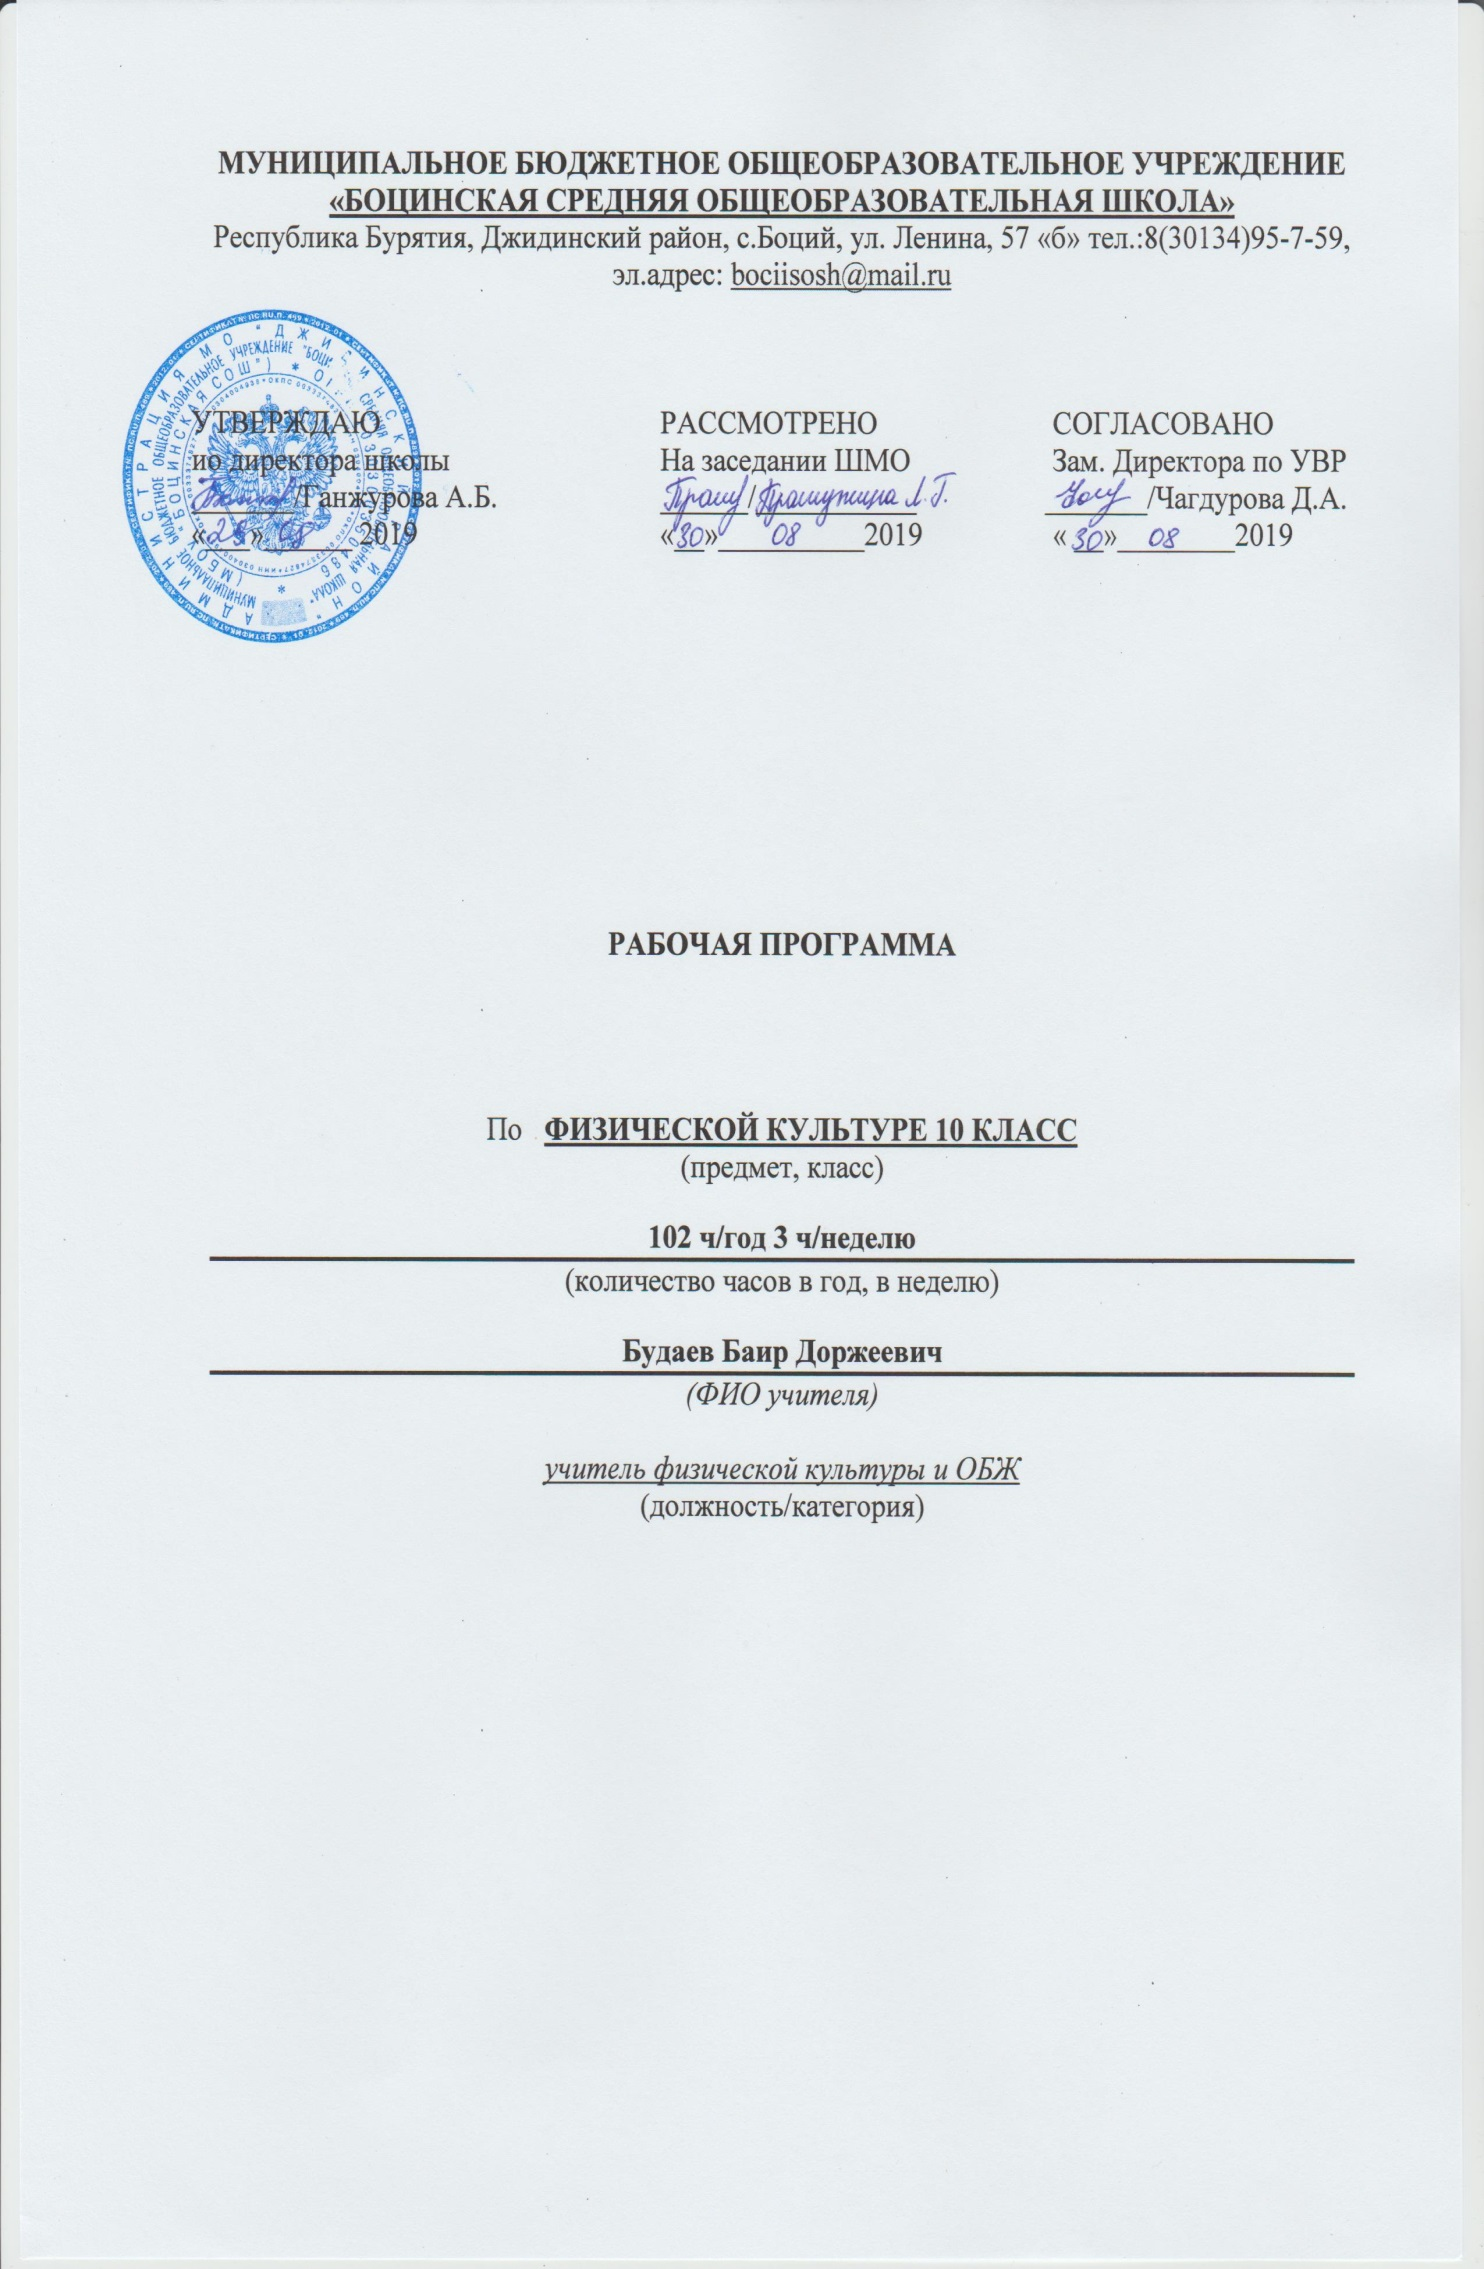 МУНИЦИПАЛЬНОЕ БЮДЖЕТНОЕ ОБЩЕОБРАЗОВАТЕЛЬНОЕ УЧРЕЖДЕНИЕ
«БОЦИНСКАЯ СРЕДНЯЯ ОБЩЕОБРАЗОВАТЕЛЬНАЯ ШКОЛА»
Республика Бурятия, Джидинский район, с.Боций, ул. Ленина, 57 «б» тел.:8(30134)95-7-59,
эл.адрес: bociisosh@mail.ru
УТВЕРЖДАЮ
ио директора школы
/Ганжурова А.Б.
« » 2019
РАССМОТРЕНО
На заседании ШМО
/ Л.Г.
«30» 08 2019
СОГЛАСОВАНО
Зам. Директора по УВР
/Чагдурова Д.А.
«30» 08 2019
РАБОЧАЯ ПРОГРАММА
По ФИЗИЧЕСКОЙ КУЛЬТУРЕ 10 КЛАСС
(предмет, класс)
102 ч/год 3 ч/неделю
(количество часов в год, в неделю)
Будаев Баир Доржеевич
(ФИО учителя)
учитель физической культуры и ОБЖ
(должность/категория)